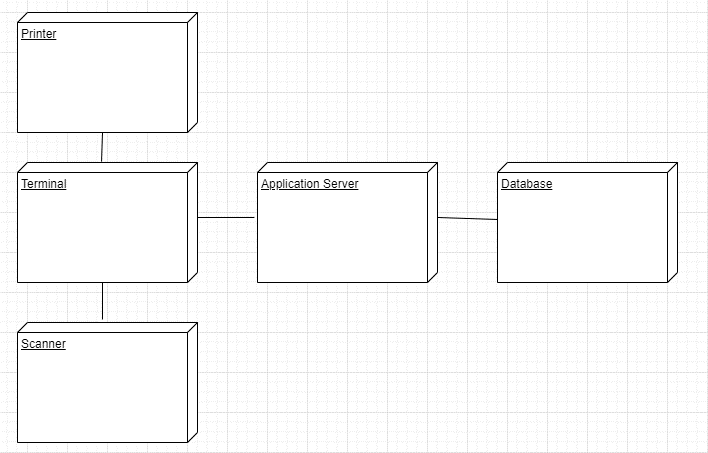 Printer
Terminal
Application Server
Database
Scanner